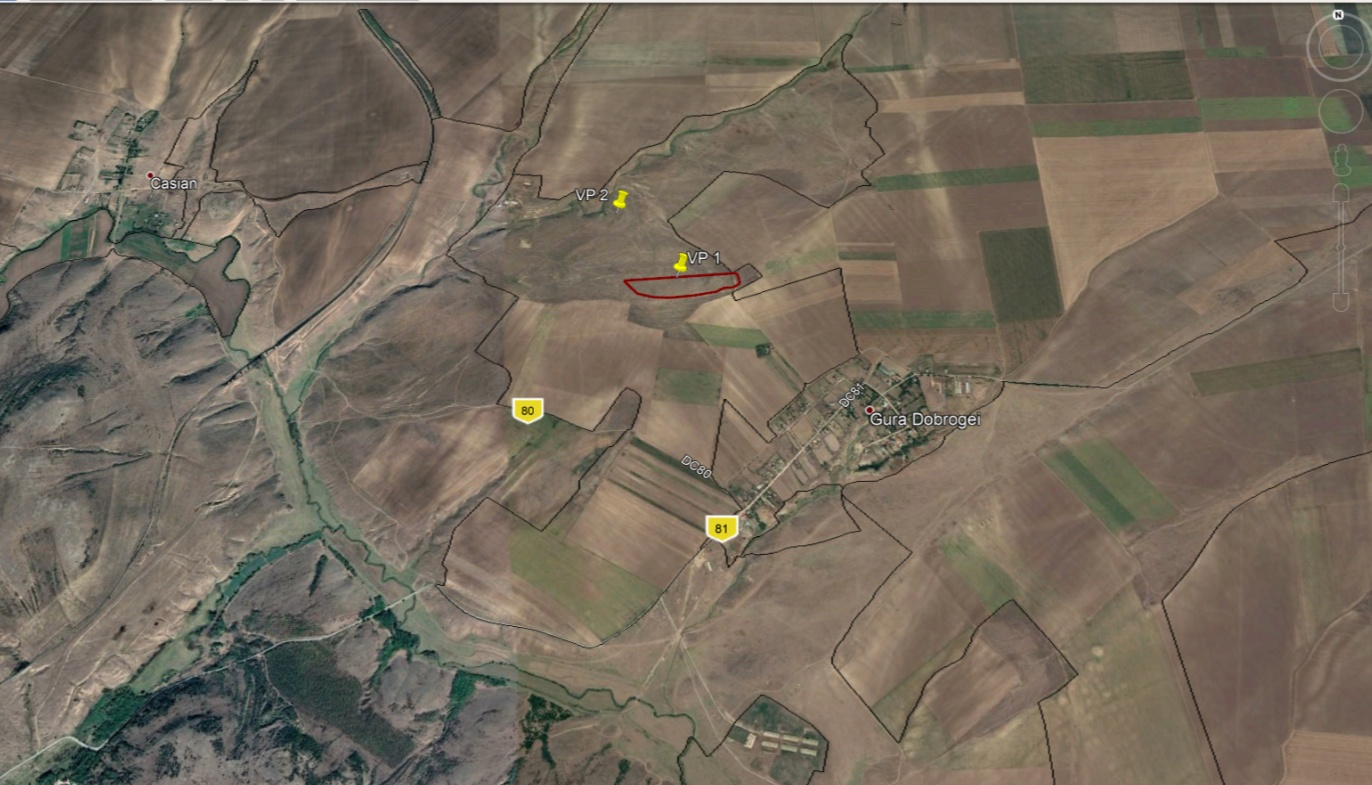 N
Casian
VP 2
VP 1
DC81
80
Gura Dobrogei
DC80
81